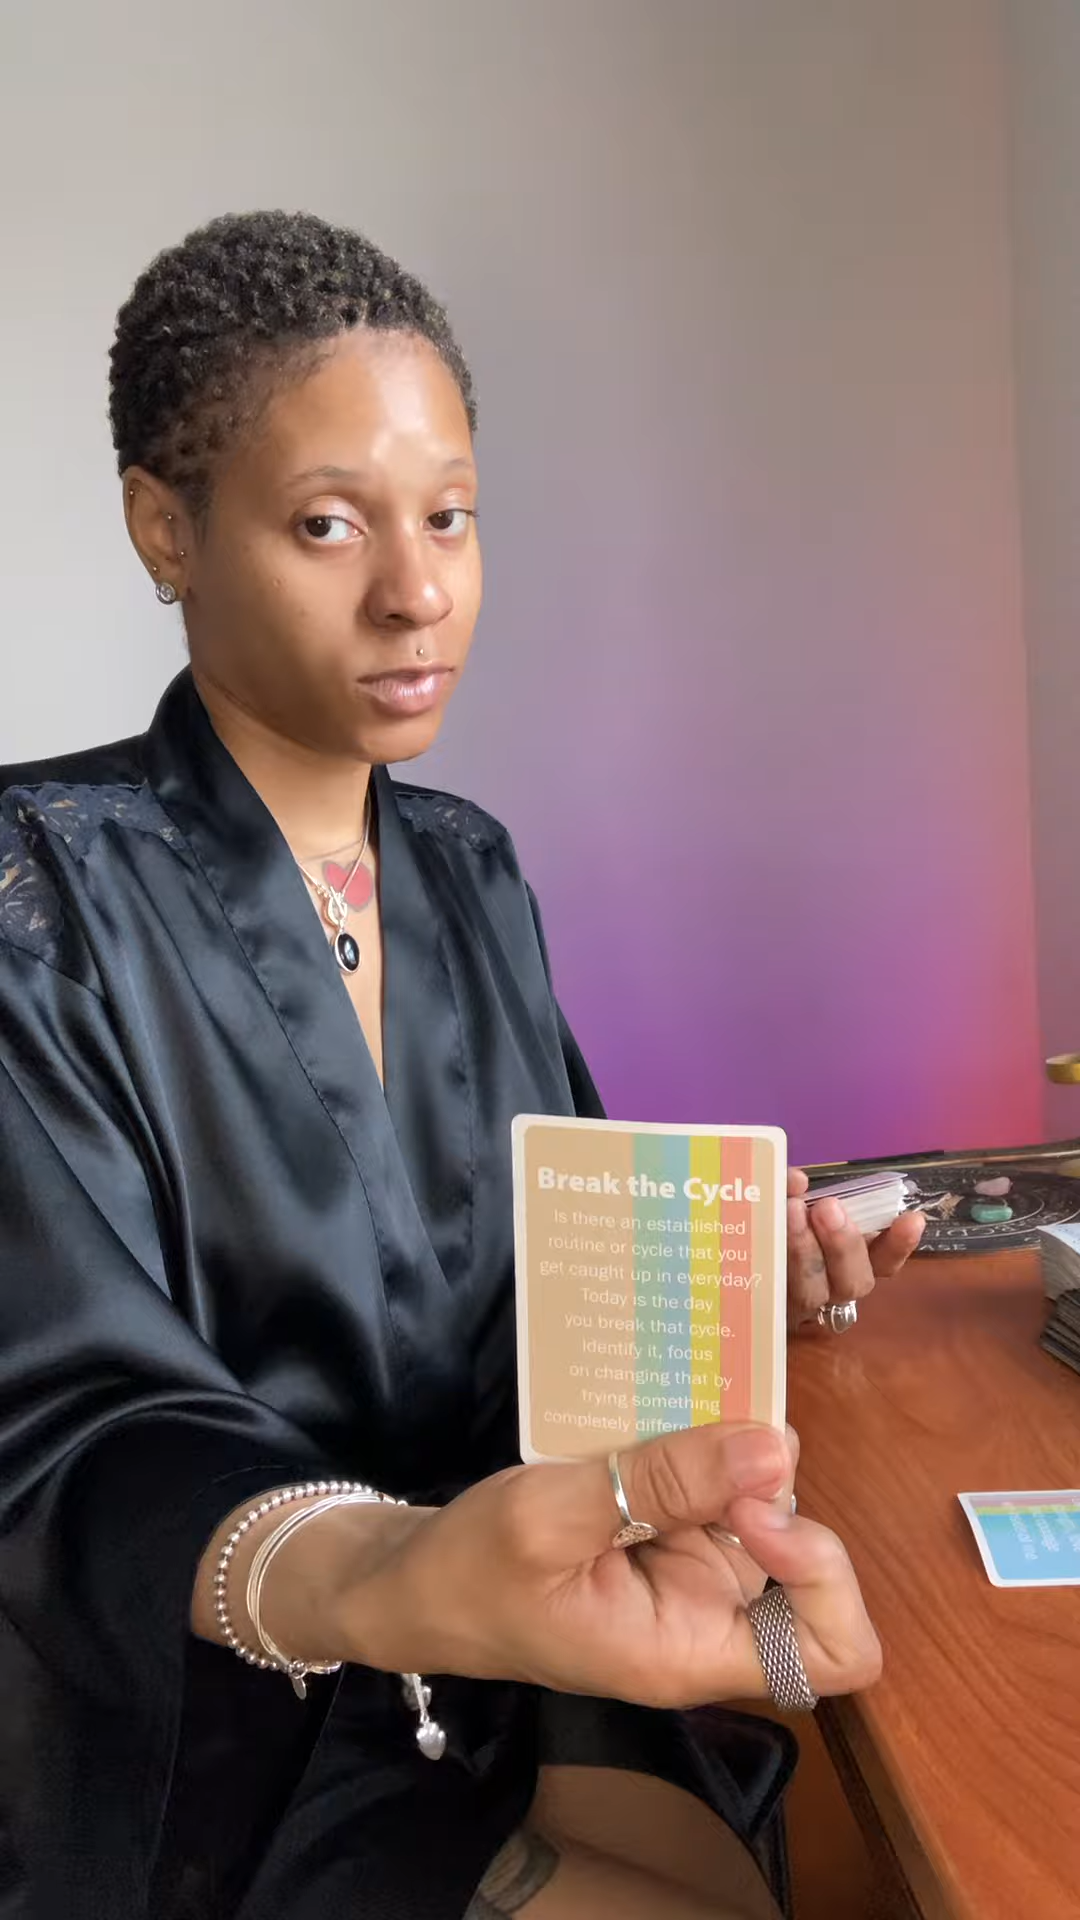 Break the Cycle
Is there an established
routine or cycle that you
get caught up in everyday?
Today is the day
you break that cycle.
Identify it, focus
on changing that by
trying something
completely
ASE